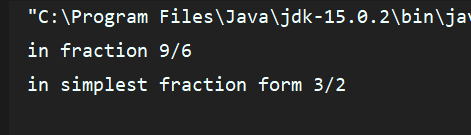 "C:\Program Files\Java\jdk-15.0.2\bin\jav
in fraction 9/6
in simplest fraction form 3/2